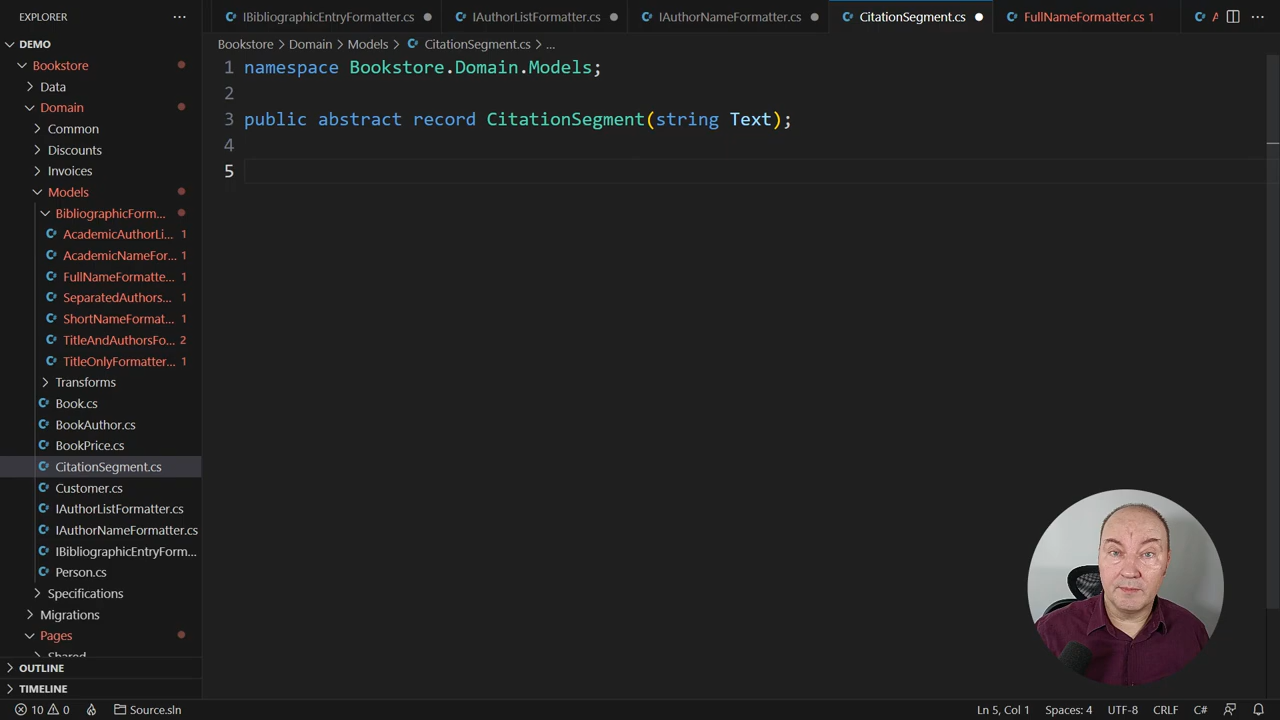 EXPLORER
DEMO
Bookstore
Data
Domain
Common
Discounts
Invoices
Models
BibliographicForm...
AcademicAuthorLi... 1
AcademicNameFor... 1
FullNameFormatte... 1
SeparatedAuthors... 1
ShortNameFormat... 1
TitleAndAuthorsFo... 2
TitleOnlyFormatter... 1
Transforms
Book.cs
BookAuthor.cs
BookPrice.cs
CitationSegment.cs
Customer.cs
IAuthorListFormatter.cs
IAuthorNameFormatter.cs
IBibliographicEntryForm...
Person.cs
Specifications
Migrations
Pages
Shared
OUTLINE
TIMELINE
IBibliographicEntryFormatter.cs
IAuthorListFormatter.cs
IAuthorNameFormatter.cs
CitationSegment.cs
FullNameFormatter.cs 1
A
Bookstore > Domain > Models > CitationSegment.cs > ...
1 namespace Bookstore.Domain.Models;
2
3 public abstract record CitationSegment(string Text);
4
5
10 0 Source.sln
Ln 5, Col 1 Spaces: 4 UTF-8 CRLF C#